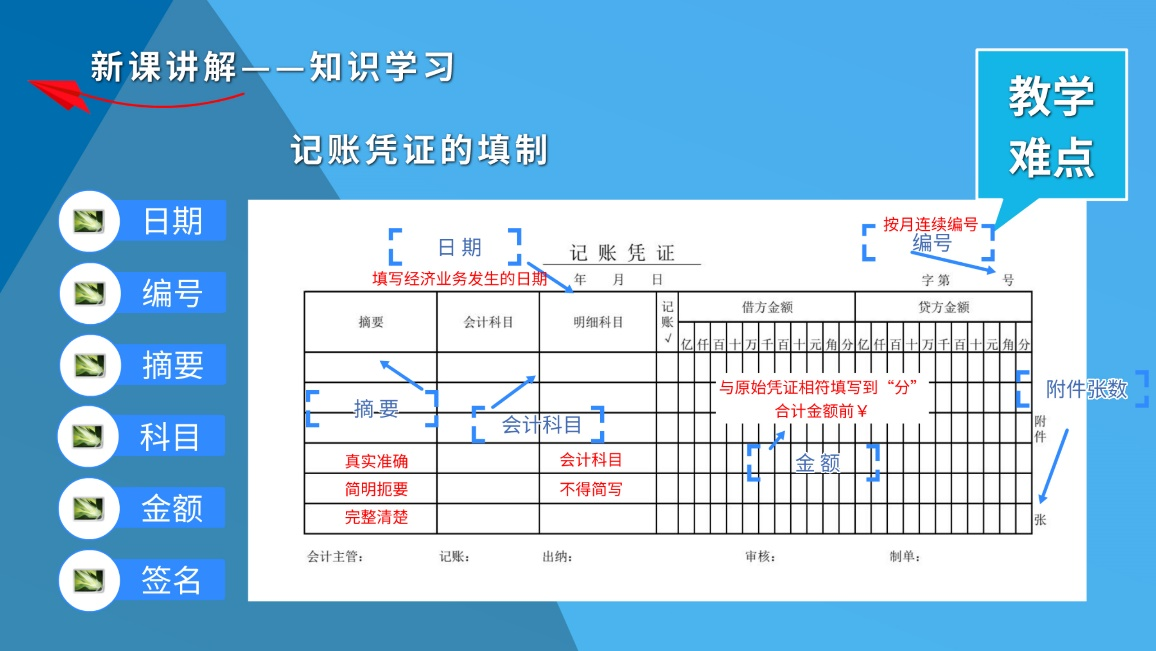 新课讲解——知识学习
教学
难点
记账凭证的填制
日期
编号
摘要
科目
金额
签名
按月连续编号
编号
日期
记账凭证
填写经济业务发生的日期
年 月 日
字第 号
摘要
会计科目
明细科目
记账√
借方金额
贷方金额
亿仟百十万千百十元角分
亿仟百十万千百十元角分
与原始凭证相符填写到“分”
合计金额前￥
附件张数
摘要
会计科目
附件
金额
真实准确
会计科目
简明扼要
不得简写
完整清楚
张
会计主管： 记账： 出纳： 审核： 制单：